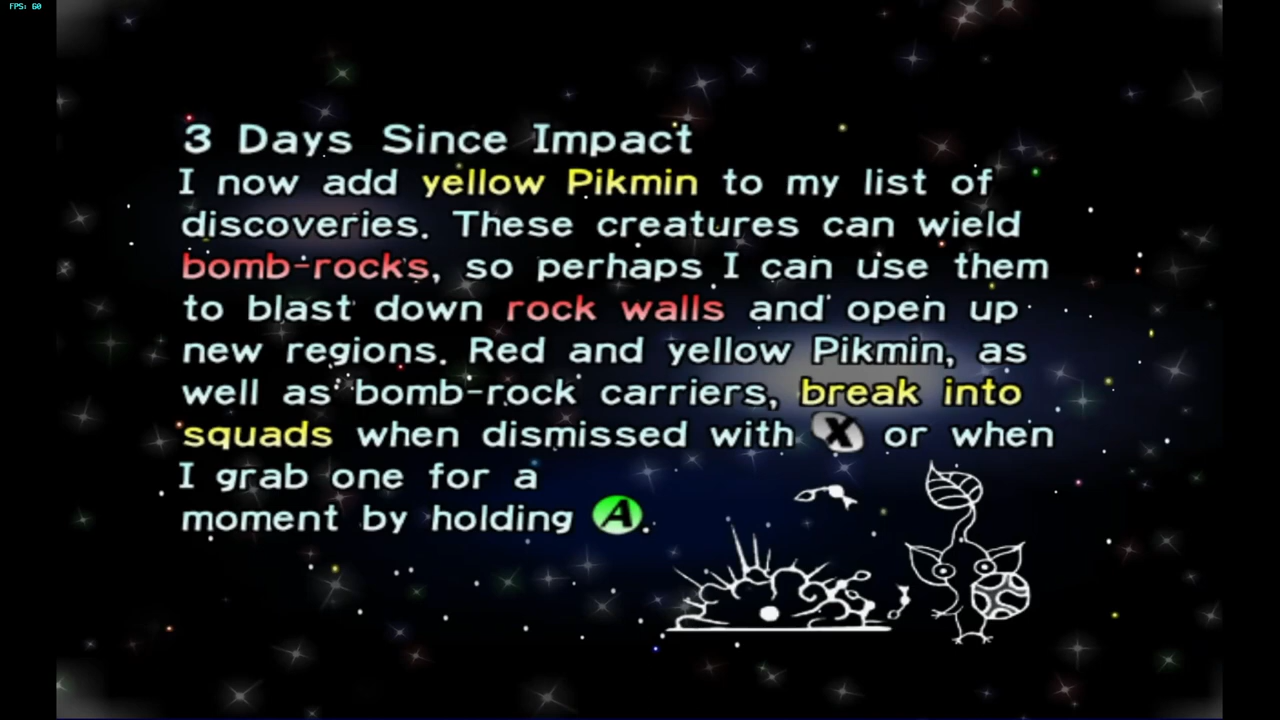 FPS: 60
3 Days Since Impact
I now add yellow Pikmin to my list of
discoveries. These creatures can wield
bomb-rocks, so perhaps I can use them
to blast down rock walls and open up
new regions. Red and yellow Pikmin, as
well as bomb-rock carriers, break into
squads when dismissed with X or when
I grab one for a
moment by holding A.